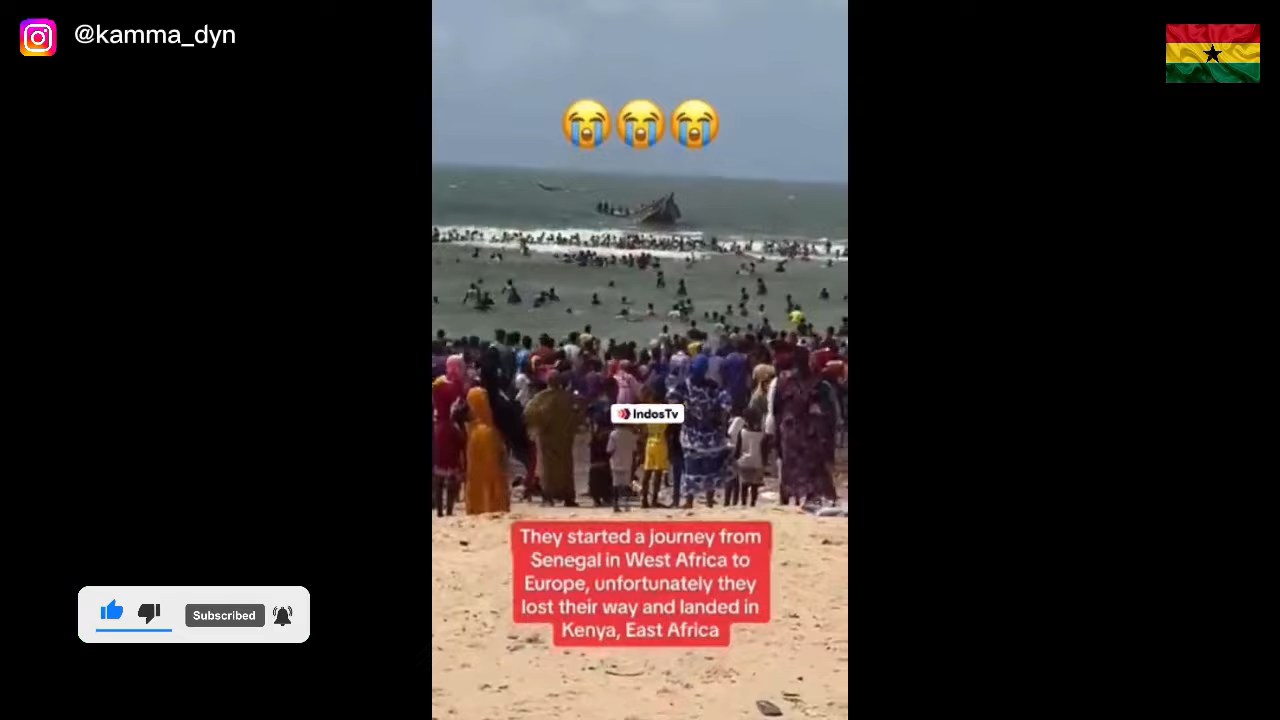 @kamma_dyn
IndosTv
They started a journey from
Senegal in West Africa to
Europe, unfortunately they
lost their way and landed in
Kenya, East Africa
Subscribed